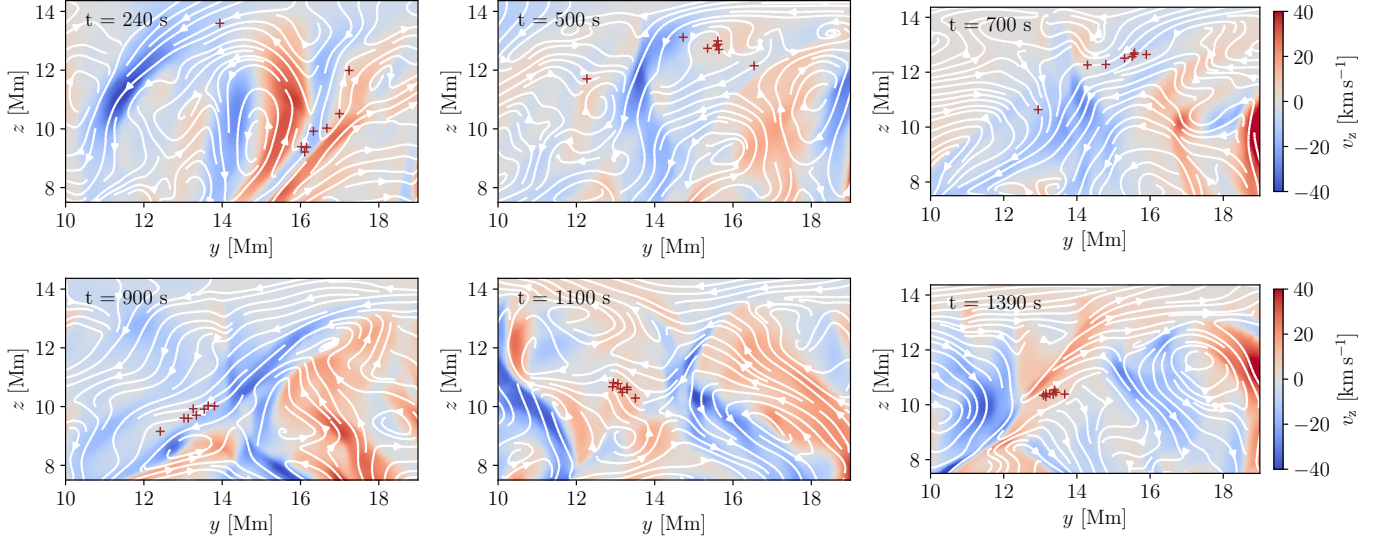 t = 240 s
t = 500 s
t = 700 s
14
12
10
8
z [Mm]
10 12 14 16 18
y [Mm]
14
12
10
8
z [Mm]
10 12 14 16 18
y [Mm]
14
12
10
8
z [Mm]
10 12 14 16 18
y [Mm]
40
20
0
−20
−40
v_z [km s⁻¹]
t = 900 s
t = 1100 s
t = 1390 s
14
12
10
8
z [Mm]
10 12 14 16 18
y [Mm]
14
12
10
8
z [Mm]
10 12 14 16 18
y [Mm]
14
12
10
8
z [Mm]
10 12 14 16 18
y [Mm]
40
20
0
−20
−40
v_z [km s⁻¹]